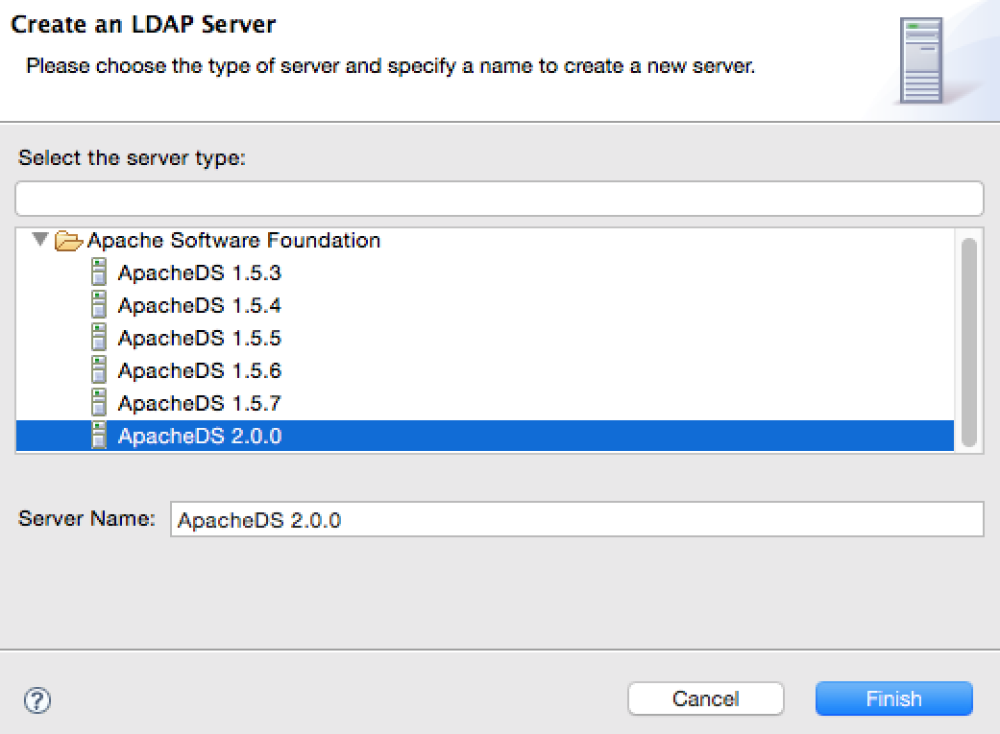 Create an LDAP Server
Please choose the type of server and specify a name to create a new server.
Select the server type:
Apache Software Foundation
ApacheDS 1.5.3
ApacheDS 1.5.4
ApacheDS 1.5.5
ApacheDS 1.5.6
ApacheDS 1.5.7
ApacheDS 2.0.0
Server Name: ApacheDS 2.0.0
? Cancel Finish